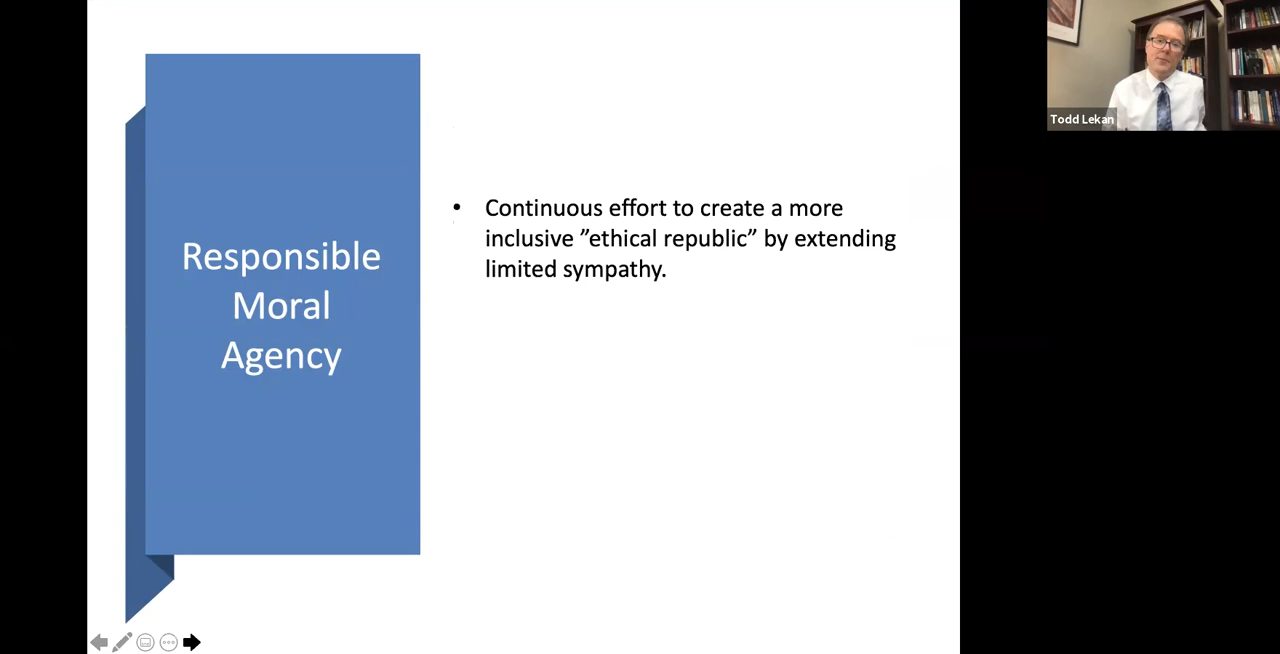 Responsible
Moral
Agency
• Continuous effort to create a more
inclusive ”ethical republic” by extending
limited sympathy.
Todd Lekan